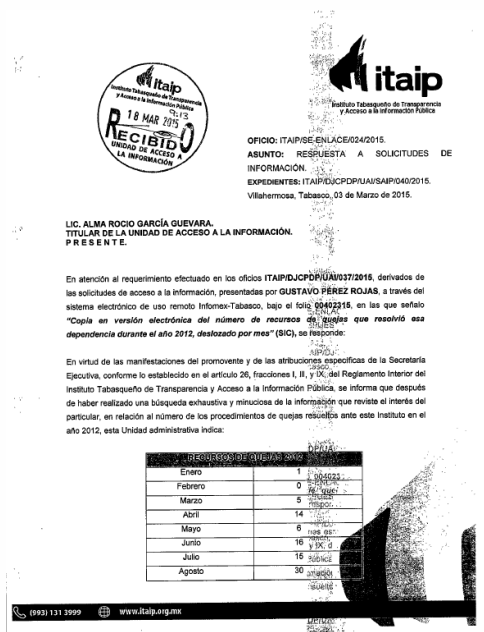 itaip
Instituto Tabasqueño de Transparencia
y Acceso a la Información Pública
itaip
Instituto Tabasqueño de Transparencia
y Acceso a la Información Pública
9:13
18 MAR 2015
RECIBIDO
UNIDAD DE ACCESO A
LA INFORMACIÓN
OFICIO: ITAIP/SE-ENLACE/024/2015.
ASUNTO: RESPUESTA A SOLICITUDES DE
INFORMACIÓN.
EXPEDIENTES: ITAIP/DJCPDP/UAI/SAIP/040/2015.
Villahermosa, Tabasco, 03 de Marzo de 2015.
LIC. ALMA ROCIO GARCÍA GUEVARA.
TITULAR DE LA UNIDAD DE ACCESO A LA INFORMACIÓN.
P R E S E N T E.
En atención al requerimiento efectuado en los oficios ITAIP/DJCPDP/UAI/037/2015, derivados de
las solicitudes de acceso a la información, presentadas por GUSTAVO PÉREZ ROJAS, a través del
sistema electrónico de uso remoto Infomex-Tabasco, bajo el folio 00402315, en las que señalo
"Copia en versión electrónica del número de recursos de quejas que resolvió esa
dependencia durante el año 2012, deslozado por mes" (SIC), se responde:
En virtud de las manifestaciones del promovente y de las atribuciones específicas de la Secretaría
Ejecutiva, conforme lo establecido en el artículo 26, fracciones I, III, y IX, del Reglamento Interior del
Instituto Tabasqueño de Transparencia y Acceso a la Información Pública, se informa que después
de haber realizado una búsqueda exhaustiva y minuciosa de la información que reviste el interés del
particular, en relación al número de los procedimientos de quejas resueltos ante este Instituto en el
año 2012, esta Unidad administrativa indica:
RECURSOS DE QUEJAS 2012
Enero 1
Febrero 0
Marzo 5
Abril 14
Mayo 6
Junio 16
Julio 15
Agosto 30
(993) 131 3999 www.itaip.org.mx